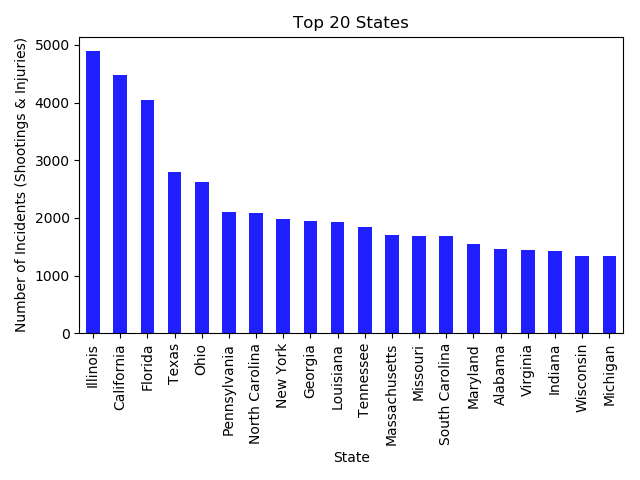 Top 20 States
Number of Incidents (Shootings & Injuries)
5000
4000
3000
2000
1000
0
Illinois
California
Florida
Texas
Ohio
Pennsylvania
North Carolina
New York
Georgia
Louisiana
Tennessee
Massachusetts
Missouri
South Carolina
Maryland
Alabama
Virginia
Indiana
Wisconsin
Michigan
State